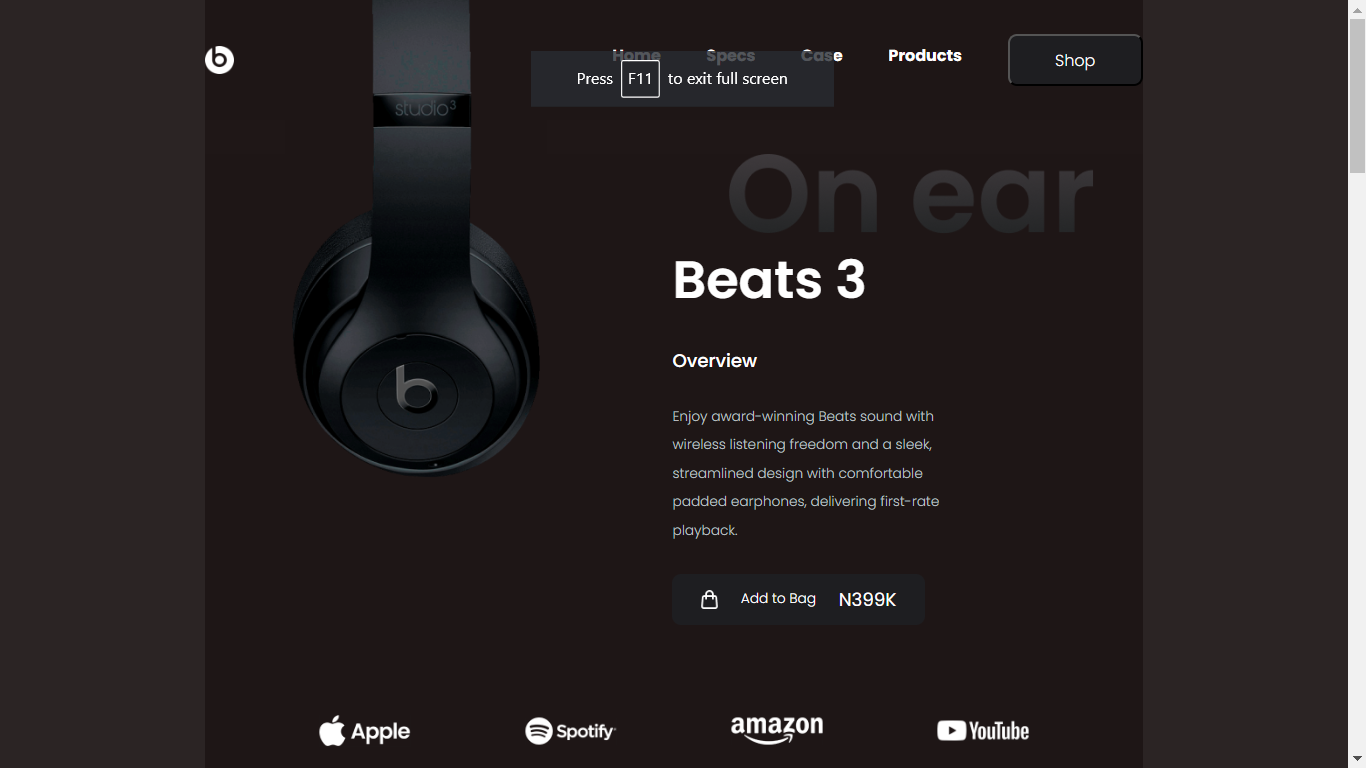 Home Specs Case Products Shop
Press F11 to exit full screen
studio3
On ear
Beats 3
Overview
Enjoy award-winning Beats sound with
wireless listening freedom and a sleek,
streamlined design with comfortable
padded earphones, delivering first-rate
playback.
Add to Bag N399K
Apple Spotify amazon YouTube